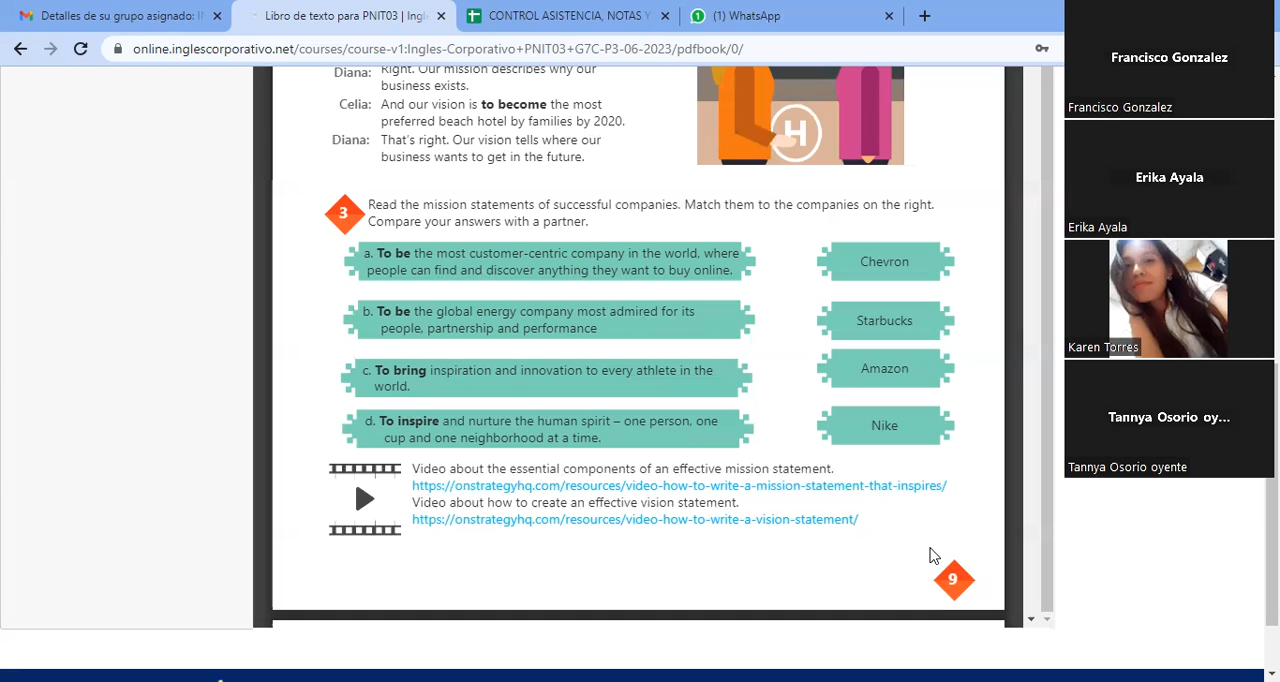 Detalles de su grupo asignado: I
Libro de texto para PNIT03 | Ingl
CONTROL ASISTENCIA, NOTAS Y
1
(1) WhatsApp
online.inglescorporativo.net/courses/course-v1:Ingles-Corporativo+PNIT03+G7C-P3-06-2023/pdfbook/0/
Diana: Right. Our mission describes why our
business exists.
Celia: And our vision is to become the most
preferred beach hotel by families by 2020.
Diana: That's right. Our vision tells where our
business wants to get in the future.
H
3
Read the mission statements of successful companies. Match them to the companies on the right.
Compare your answers with a partner.
a. To be the most customer-centric company in the world, where
people can find and discover anything they want to buy online.
Chevron
b. To be the global energy company most admired for its
people, partnership and performance
Starbucks
c. To bring inspiration and innovation to every athlete in the
world.
Amazon
d. To inspire and nurture the human spirit – one person, one
cup and one neighborhood at a time.
Nike
Video about the essential components of an effective mission statement.
https://onstrategyhq.com/resources/video-how-to-write-a-mission-statement-that-inspires/
Video about how to create an effective vision statement.
https://onstrategyhq.com/resources/video-how-to-write-a-vision-statement/
9
Francisco Gonzalez
Francisco Gonzalez
Erika Ayala
Erika Ayala
Karen Torres
Tannya Osorio oy...
Tannya Osorio oyente